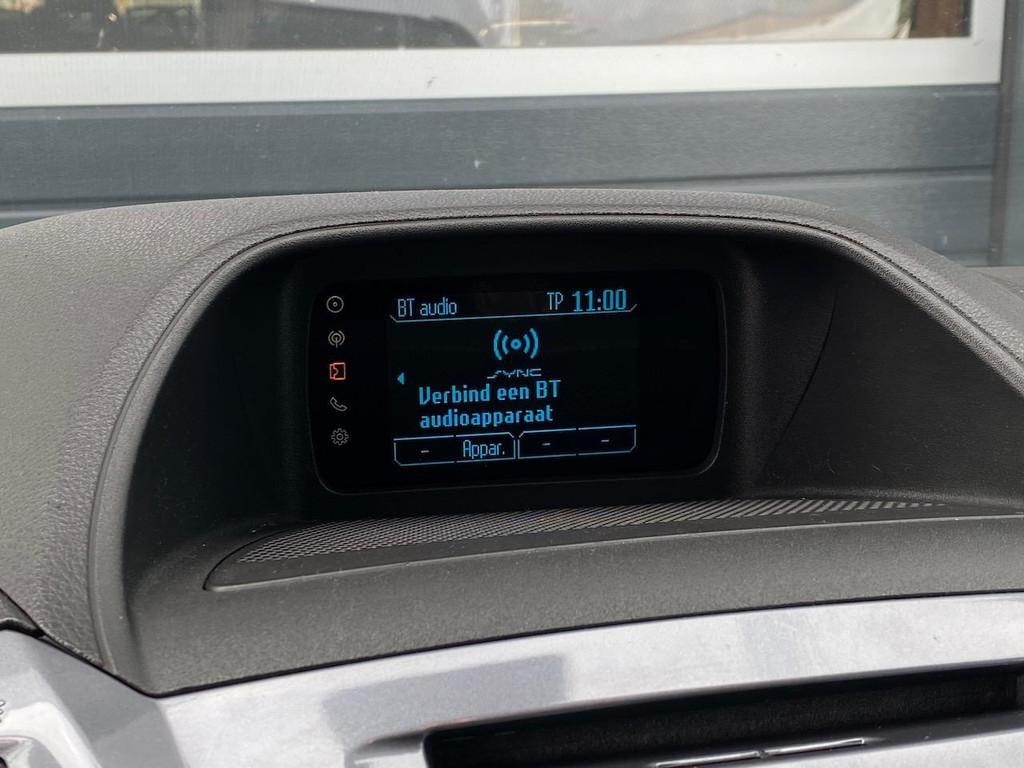 BT audio TP 11:00
SYNC
Verbind een BT
audioapparaat
- Appar. - -